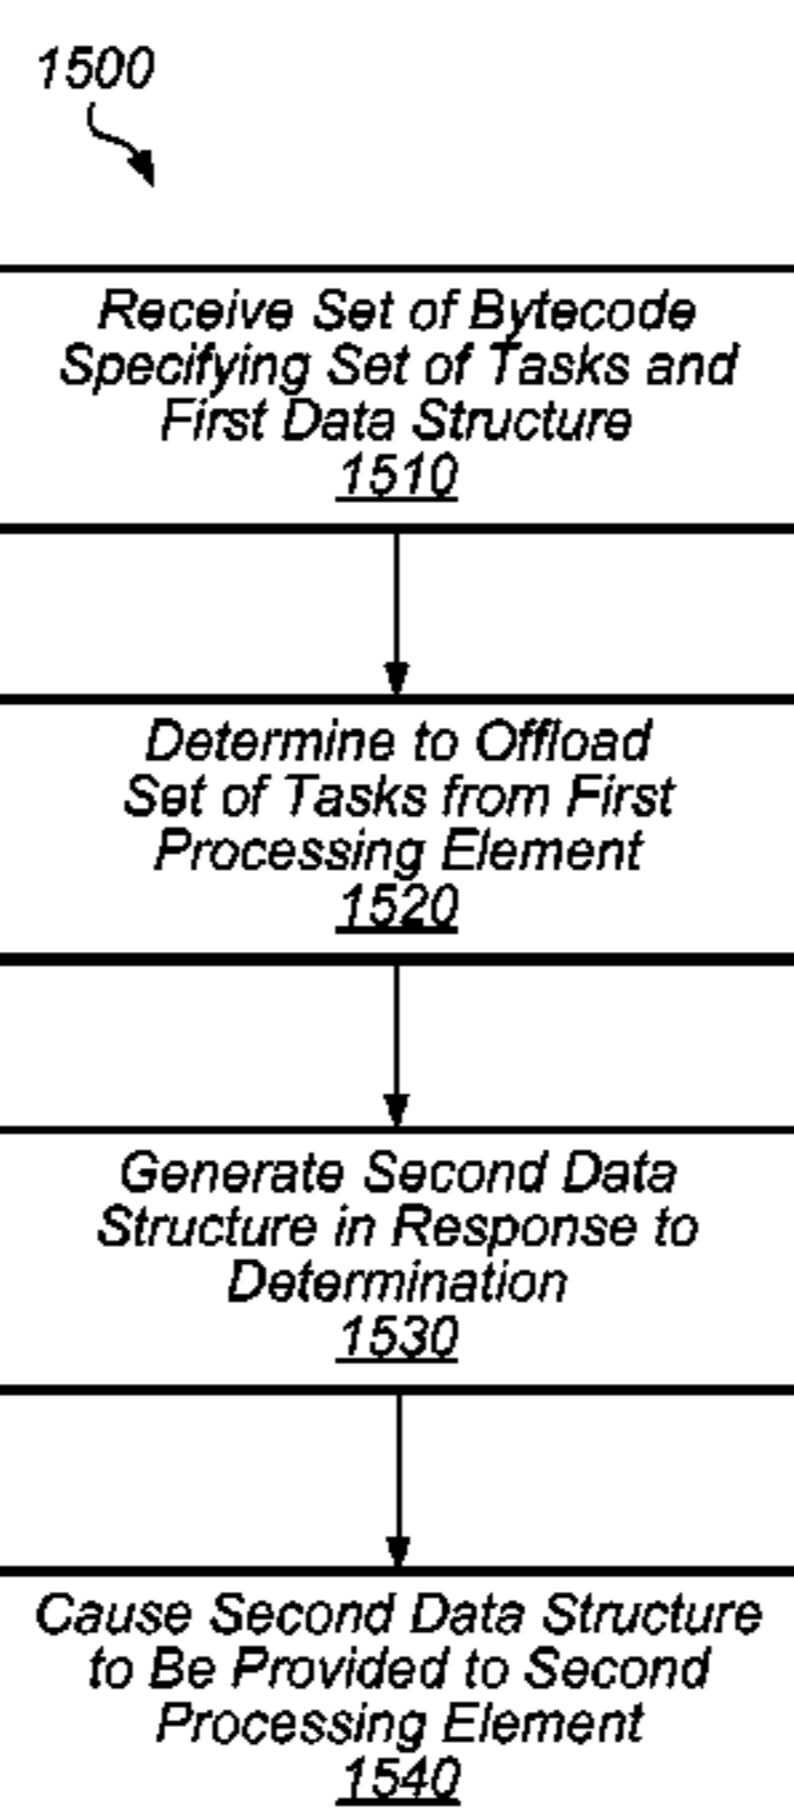 1500
Receive Set of Bytecode
Specifying Set of Tasks and
First Data Structure
1510
Determine to Offload
Set of Tasks from First
Processing Element
1520
Generate Second Data
Structure in Response to
Determination
1530
Cause Second Data Structure
to Be Provided to Second
Processing Element
1540